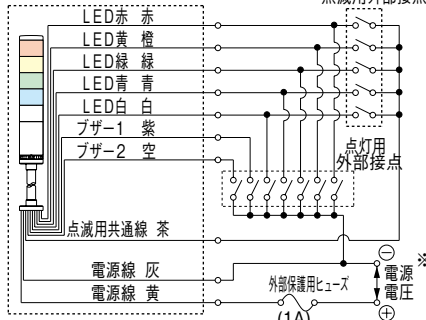 点滅用外部接点
LED赤 赤
LED黄 橙
LED緑 緑
LED青 青
LED白 白
ブザー1 紫
ブザー2 空
点灯用
外部接点
点滅用共通線 茶
電源線 灰
電源線 黄
外部保護用ヒューズ
(1A)
⊖
電源 ※
電圧
⊕